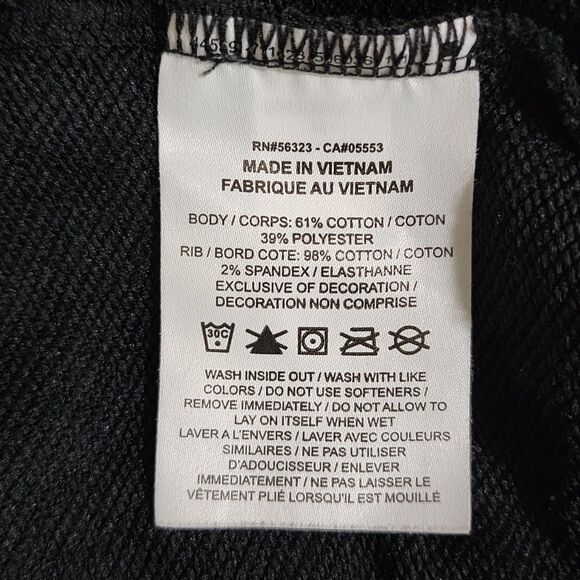 RN#56323 - CA#05553
MADE IN VIETNAM
FABRIQUE AU VIETNAM
BODY / CORPS: 61% COTTON / COTON
39% POLYESTER
RIB / BORD COTE: 98% COTTON / COTON
2% SPANDEX / ELASTHANNE
EXCLUSIVE OF DECORATION /
DECORATION NON COMPRISE
30C
WASH INSIDE OUT / WASH WITH LIKE
COLORS / DO NOT USE SOFTENERS /
REMOVE IMMEDIATELY / DO NOT ALLOW TO
LAY ON ITSELF WHEN WET
LAVER A L'ENVERS / LAVER AVEC COULEURS
SIMILAIRES / NE PAS UTILISER
D'ADOUCISSEUR / ENLEVER
IMMEDIATEMENT / NE PAS LAISSER LE
VÊTEMENT PLIÉ LORSQU'IL EST MOUILLÉ